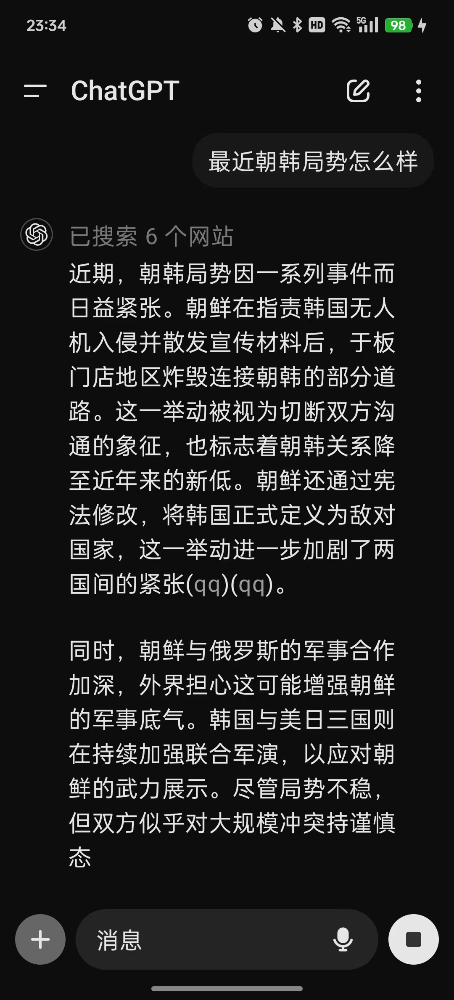 23:34
HD 5G 98
ChatGPT
最近朝韩局势怎么样
已搜索 6 个网站
近期，朝韩局势因一系列事件而
日益紧张。朝鲜在指责韩国无人
机入侵并散发宣传材料后，于板
门店地区炸毁连接朝韩的部分道
路。这一举动被视为切断双方沟
通的象征，也标志着朝韩关系降
至近年来的新低。朝鲜还通过宪
法修改，将韩国正式定义为敌对
国家，这一举动进一步加剧了两
国间的紧张(qq)(qq)。
同时，朝鲜与俄罗斯的军事合作
加深，外界担心这可能增强朝鲜
的军事底气。韩国与美日三国则
在持续加强联合军演，以应对朝
鲜的武力展示。尽管局势不稳，
但双方似乎对大规模冲突持谨慎
态
消息